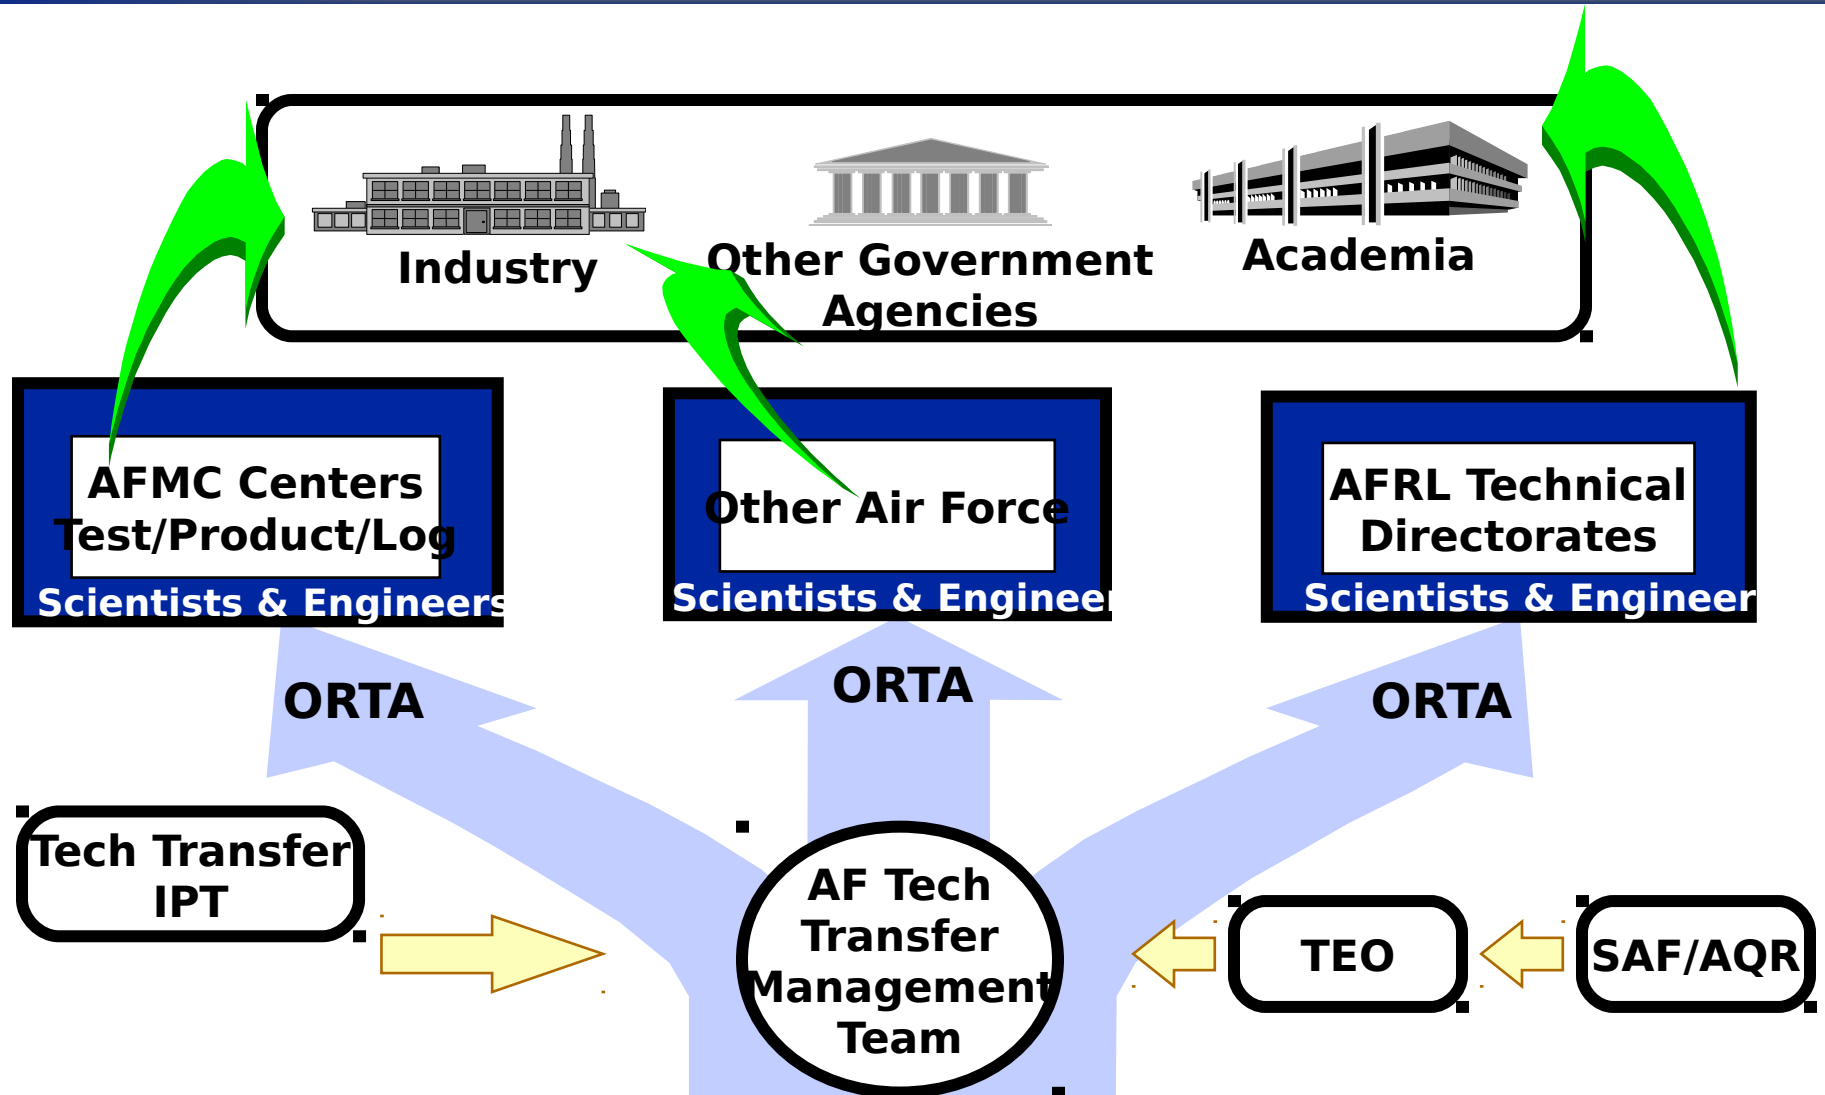 Industry
Other Government
Agencies
Academia
AFMC Centers
Test/Product/Log
Scientists & Engineers
Other Air Force
Scientists & Engineer
AFRL Technical
Directorates
Scientists & Engineer
ORTA
ORTA
ORTA
Tech Transfer
IPT
AF Tech
Transfer
Management
Team
TEO
SAF/AQR